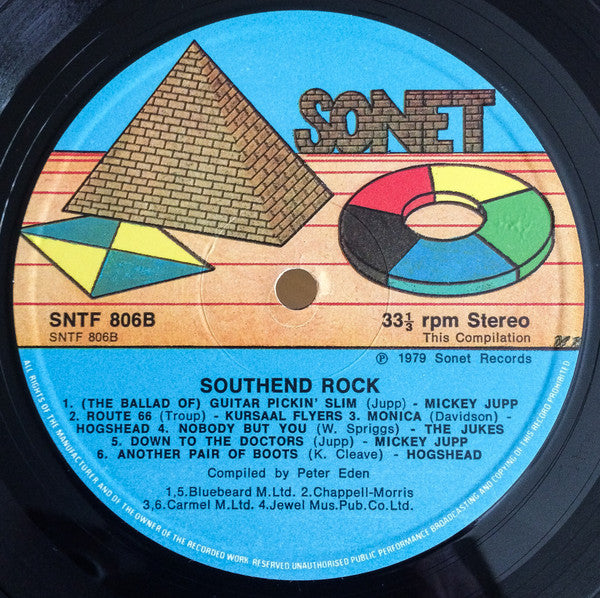 SONET
SNTF 806B
SNTF 806B
33 1/3 rpm Stereo
This Compilation
℗ 1979 Sonet Records
SOUTHEND ROCK
1. (THE BALLAD OF) GUITAR PICKIN' SLIM (Jupp) - MICKEY JUPP
2. ROUTE 66 (Troup) - KURSAAL FLYERS 3. MONICA (Davidson) -
HOGSHEAD 4. NOBODY BUT YOU (W. Spriggs) - THE JUKES
5. DOWN TO THE DOCTORS (Jupp) - MICKEY JUPP
6. ANOTHER PAIR OF BOOTS (K. Cleave) - HOGSHEAD
Compiled by Peter Eden
1,5.Bluebeard M.Ltd. 2.Chappell-Morris
3,6.Carmel M.Ltd. 4.Jewel Mus.Pub.Co.Ltd.
ALL RIGHTS OF THE MANUFACTURER AND OF THE OWNER OF THE RECORDED WORK RESERVED.UNAUTHORISED PUBLIC PERFORMANCE BROADCASTING AND COPYING OF THIS RECORD PROHIBITED